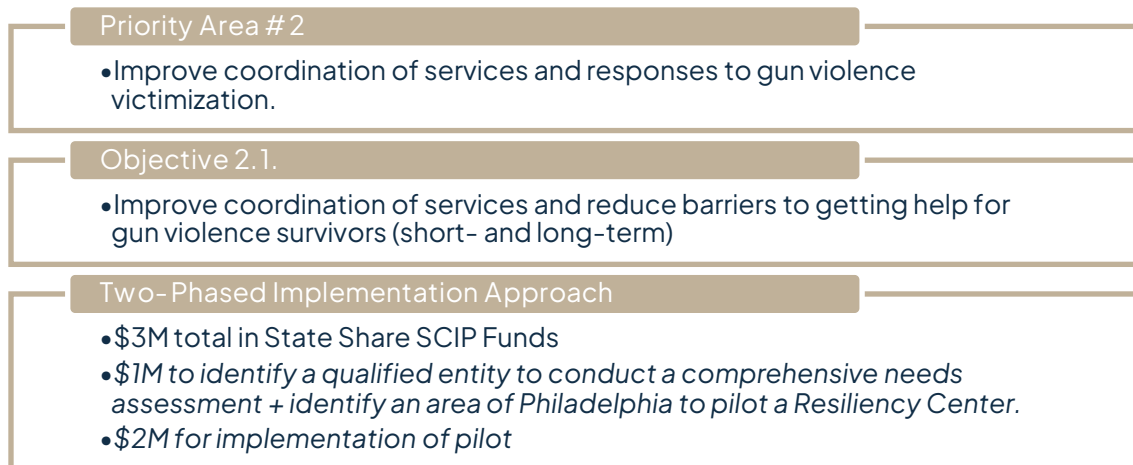 Priority Area #2
•Improve coordination of services and responses to gun violence
victimization.
Objective 2.1.
•Improve coordination of services and reduce barriers to getting help for
gun violence survivors (short- and long-term)
Two-Phased Implementation Approach
•$3M total in State Share SCIP Funds
•$1M to identify a qualified entity to conduct a comprehensive needs
assessment + identify an area of Philadelphia to pilot a Resiliency Center.
•$2M for implementation of pilot